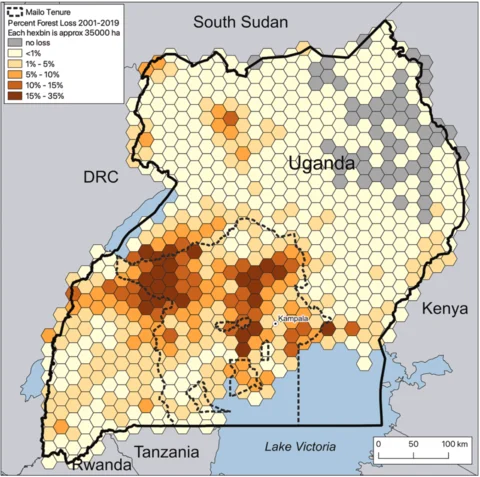 Mailo Tenure
Percent Forest Loss 2001-2019
Each hexbin is approx 35000 ha
no loss
<1%
1% - 5%
5% - 10%
10% - 15%
15% - 35%
South Sudan
Uganda
DRC
Kenya
Kampala
Tanzania
Rwanda
Lake Victoria
0 50 100 km